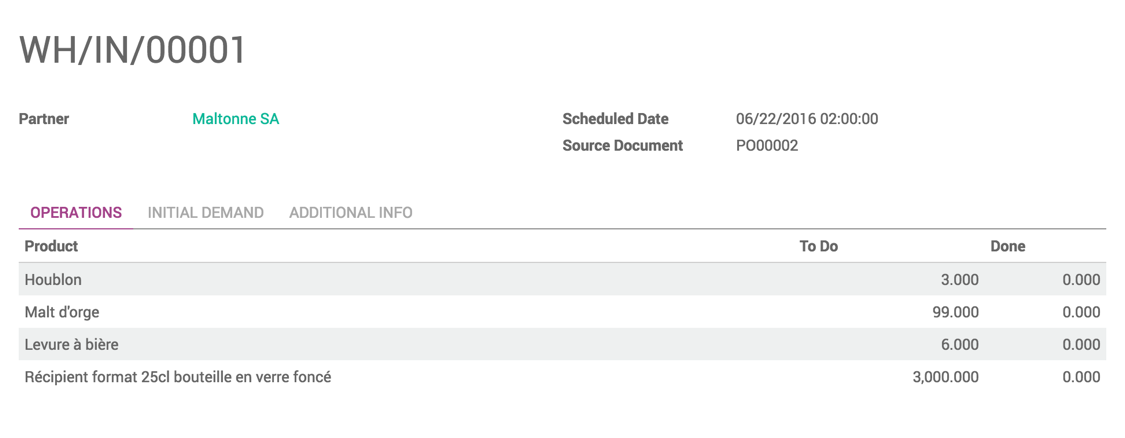 WH/IN/00001
Partner Maltonne SA Scheduled Date 06/22/2016 02:00:00
Source Document PO00002
OPERATIONS INITIAL DEMAND ADDITIONAL INFO
Product To Do Done
Houblon 3.000 0.000
Malt d'orge 99.000 0.000
Levure à bière 6.000 0.000
Récipient format 25cl bouteille en verre foncé 3,000.000 0.000